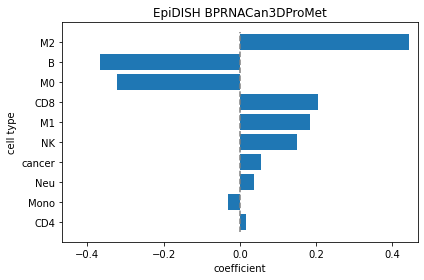 EpiDISH BPRNACan3DProMet
cell type
M2
B
M0
CD8
M1
NK
cancer
Neu
Mono
CD4
−0.4 −0.2 0.0 0.2 0.4
coefficient